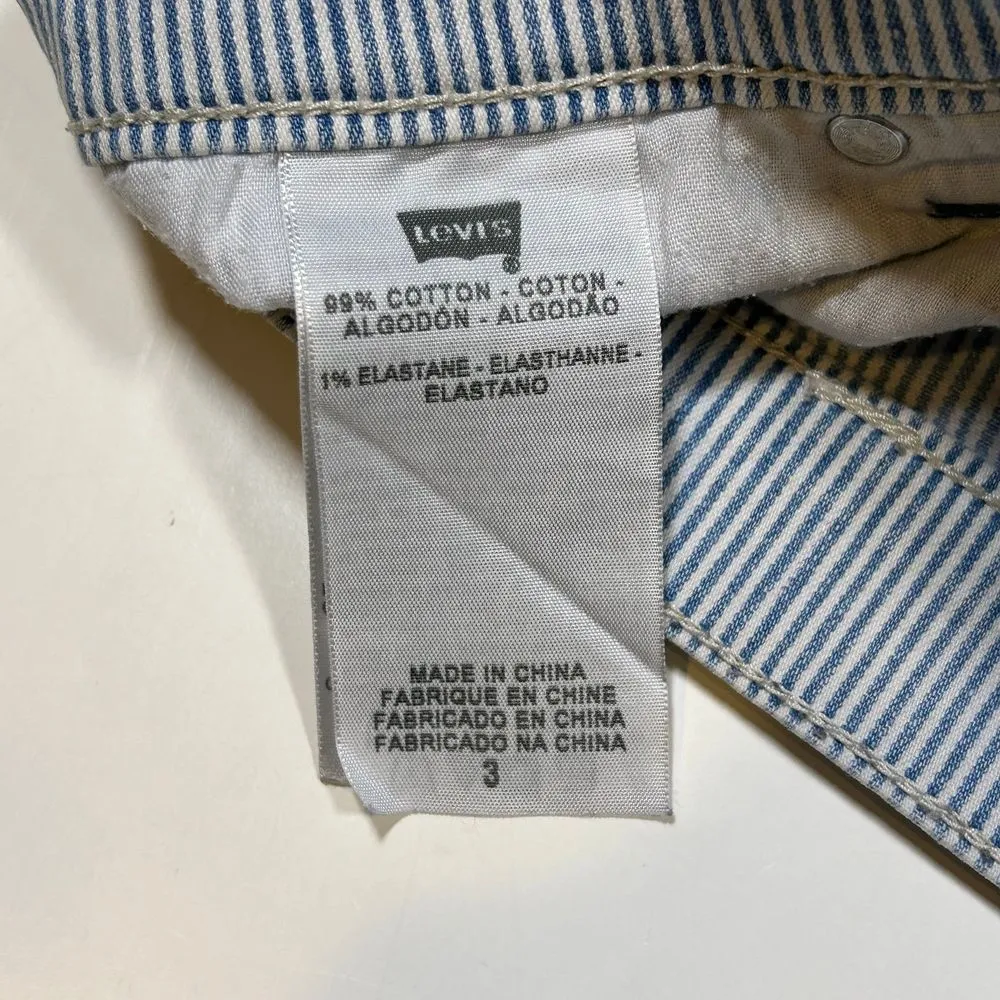 Levi's
®
99% COTTON - COTON -
ALGODÓN - ALGODÃO
1% ELASTANE - ELASTHANNE -
ELASTANO
MADE IN CHINA
FABRIQUE EN CHINE
FABRICADO EN CHINA
FABRICADO NA CHINA
3